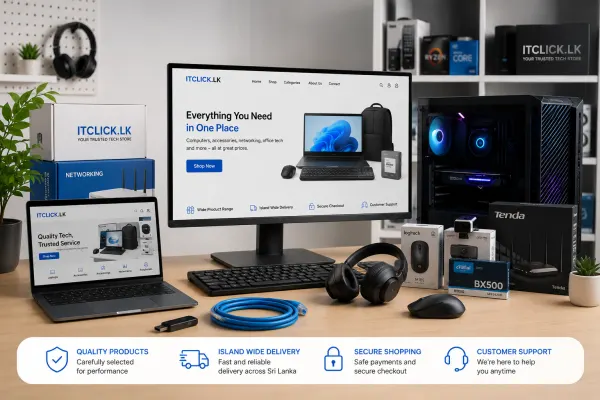 ITCLICK.LK
YOUR TRUSTED TECH STORE
NETWORKING
ITCLICK.LK
Quality Tech,
Trusted Service
ITCLICK.LK
Home Shop Categories About Us Contact
Everything You Need
in One Place
Computers, accessories, networking, office tech
and more – all at great prices.
Shop Now
Wide Product Range
Island Wide Delivery
Secure Checkout
Customer Support
RYZEN
CORE
ITCLICK.LK
YOUR TRUSTED TECH STORE
Tenda
logitech
crucial
BX500
Tenda
QUALITY PRODUCTS
Carefully selected
for performance
ISLAND WIDE DELIVERY
Fast and reliable
delivery across Sri Lanka
SECURE SHOPPING
Safe payments and
secure checkout
CUSTOMER SUPPORT
We're here to help
you anytime